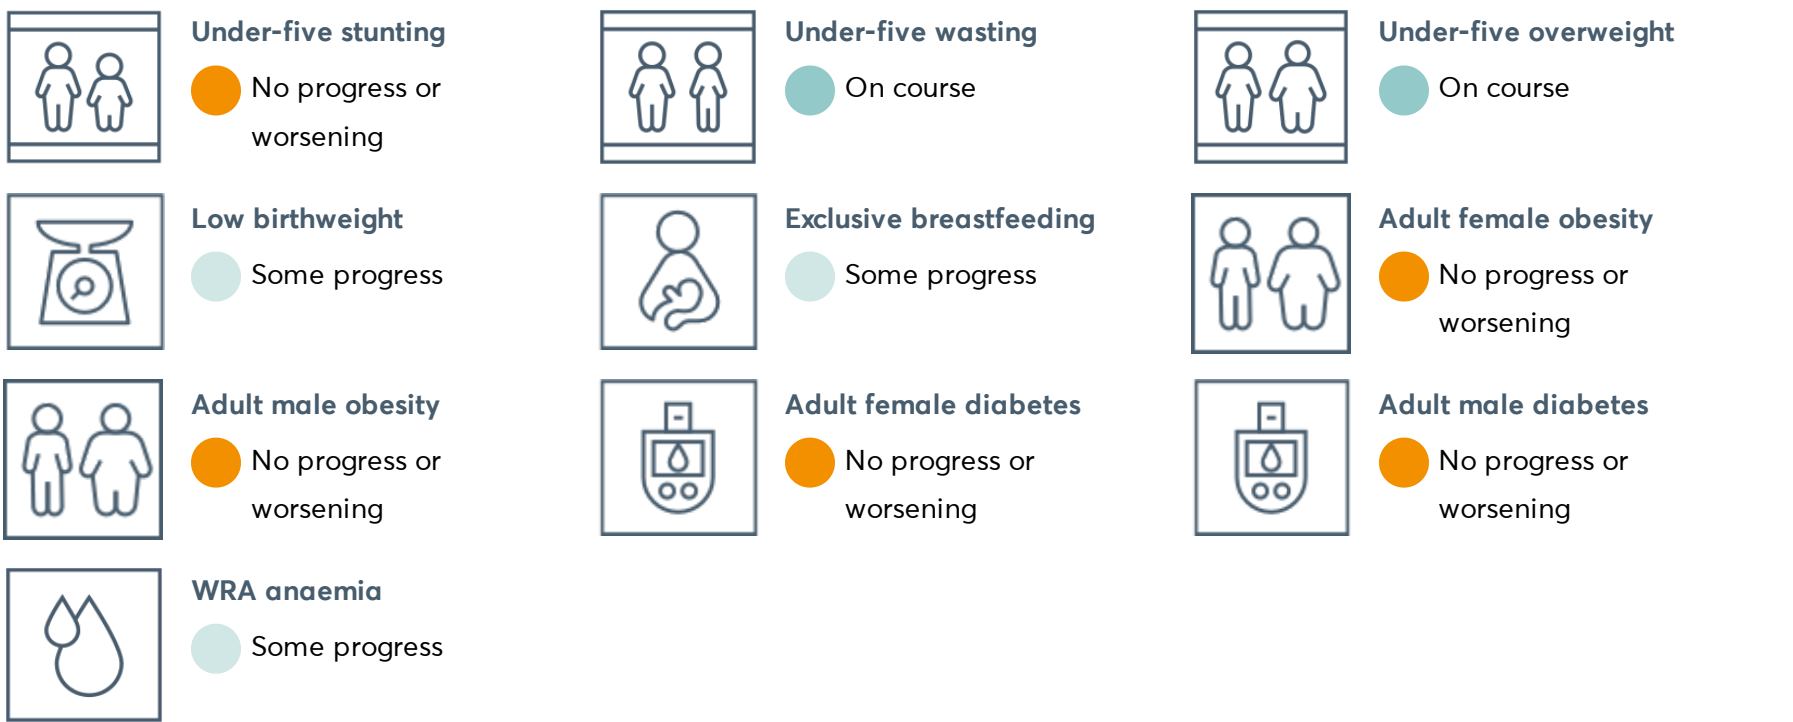 Under-five stunting
No progress or
worsening
Under-five wasting
On course
Under-five overweight
On course
Low birthweight
Some progress
Exclusive breastfeeding
Some progress
Adult female obesity
No progress or
worsening
Adult male obesity
No progress or
worsening
Adult female diabetes
No progress or
worsening
Adult male diabetes
No progress or
worsening
WRA anaemia
Some progress